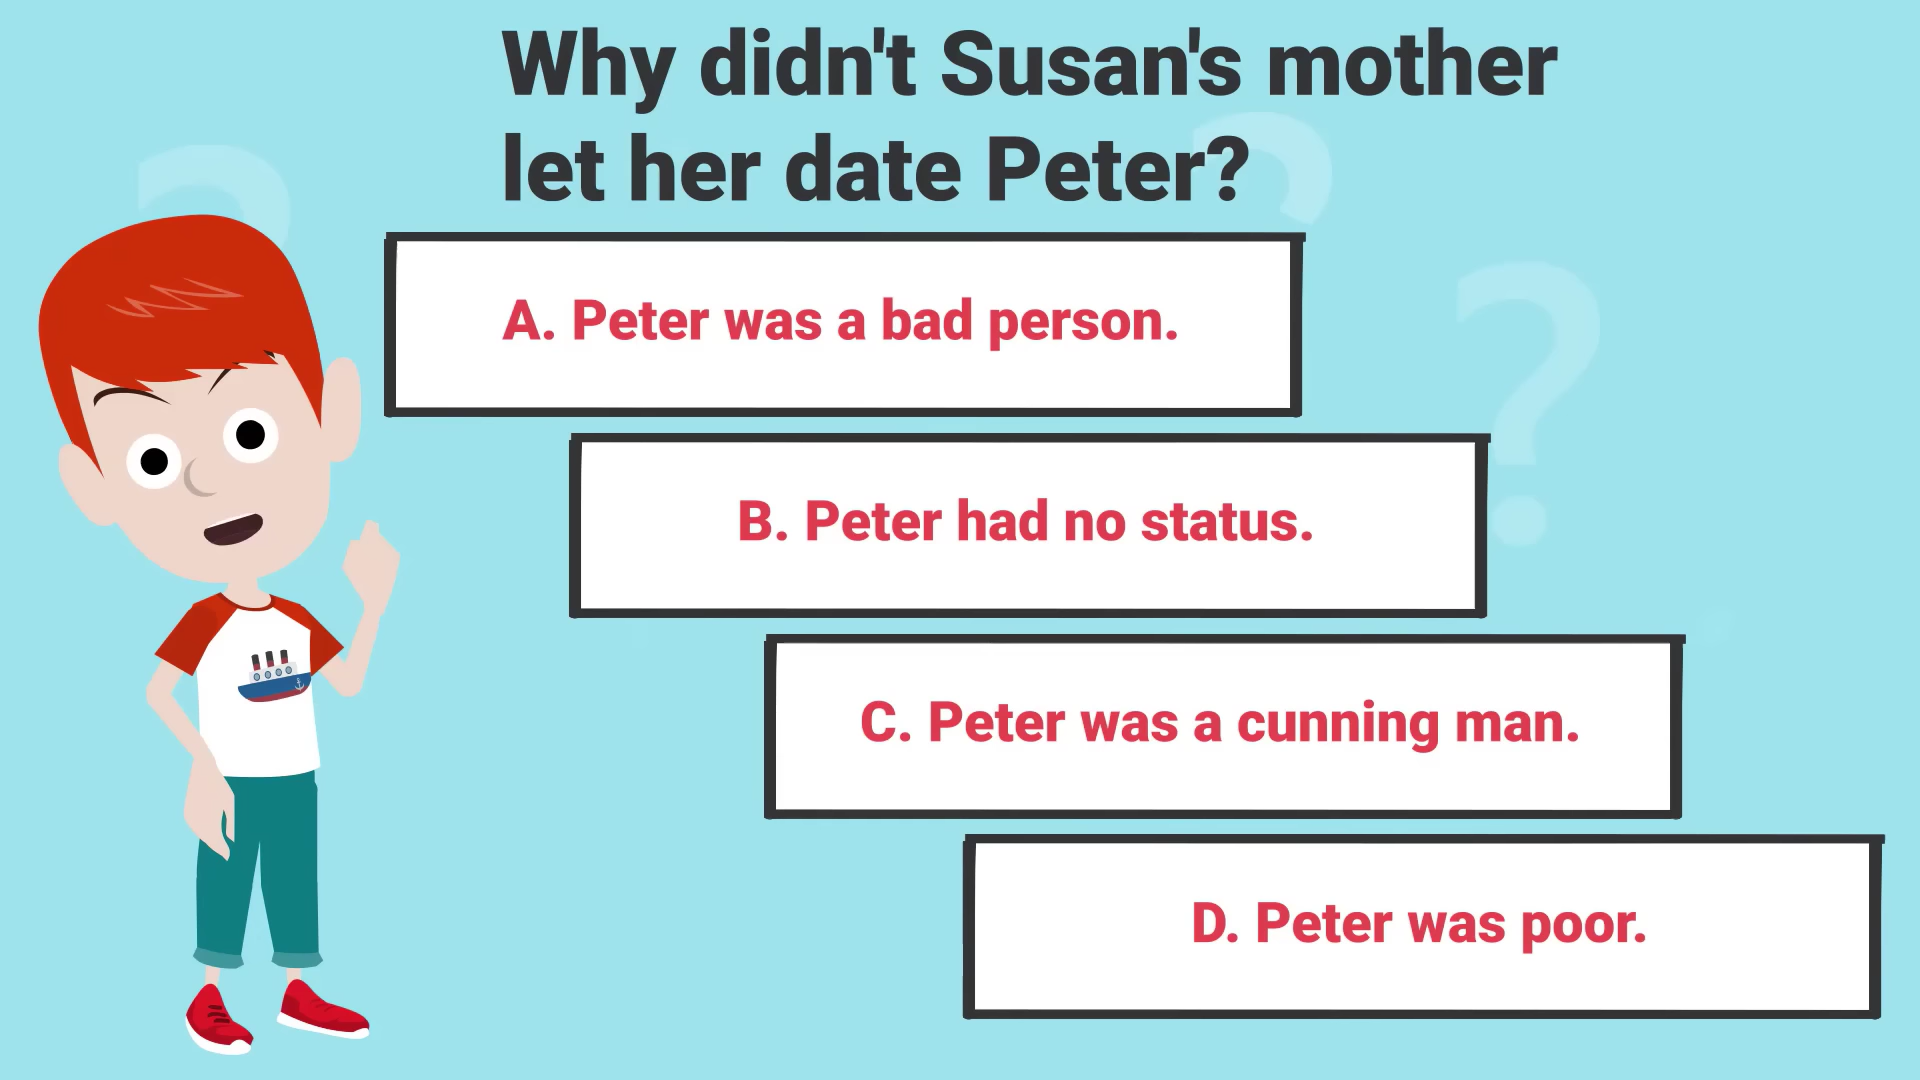 Why didn't Susan's mother
let her date Peter?
A. Peter was a bad person.
B. Peter had no status.
C. Peter was a cunning man.
D. Peter was poor.